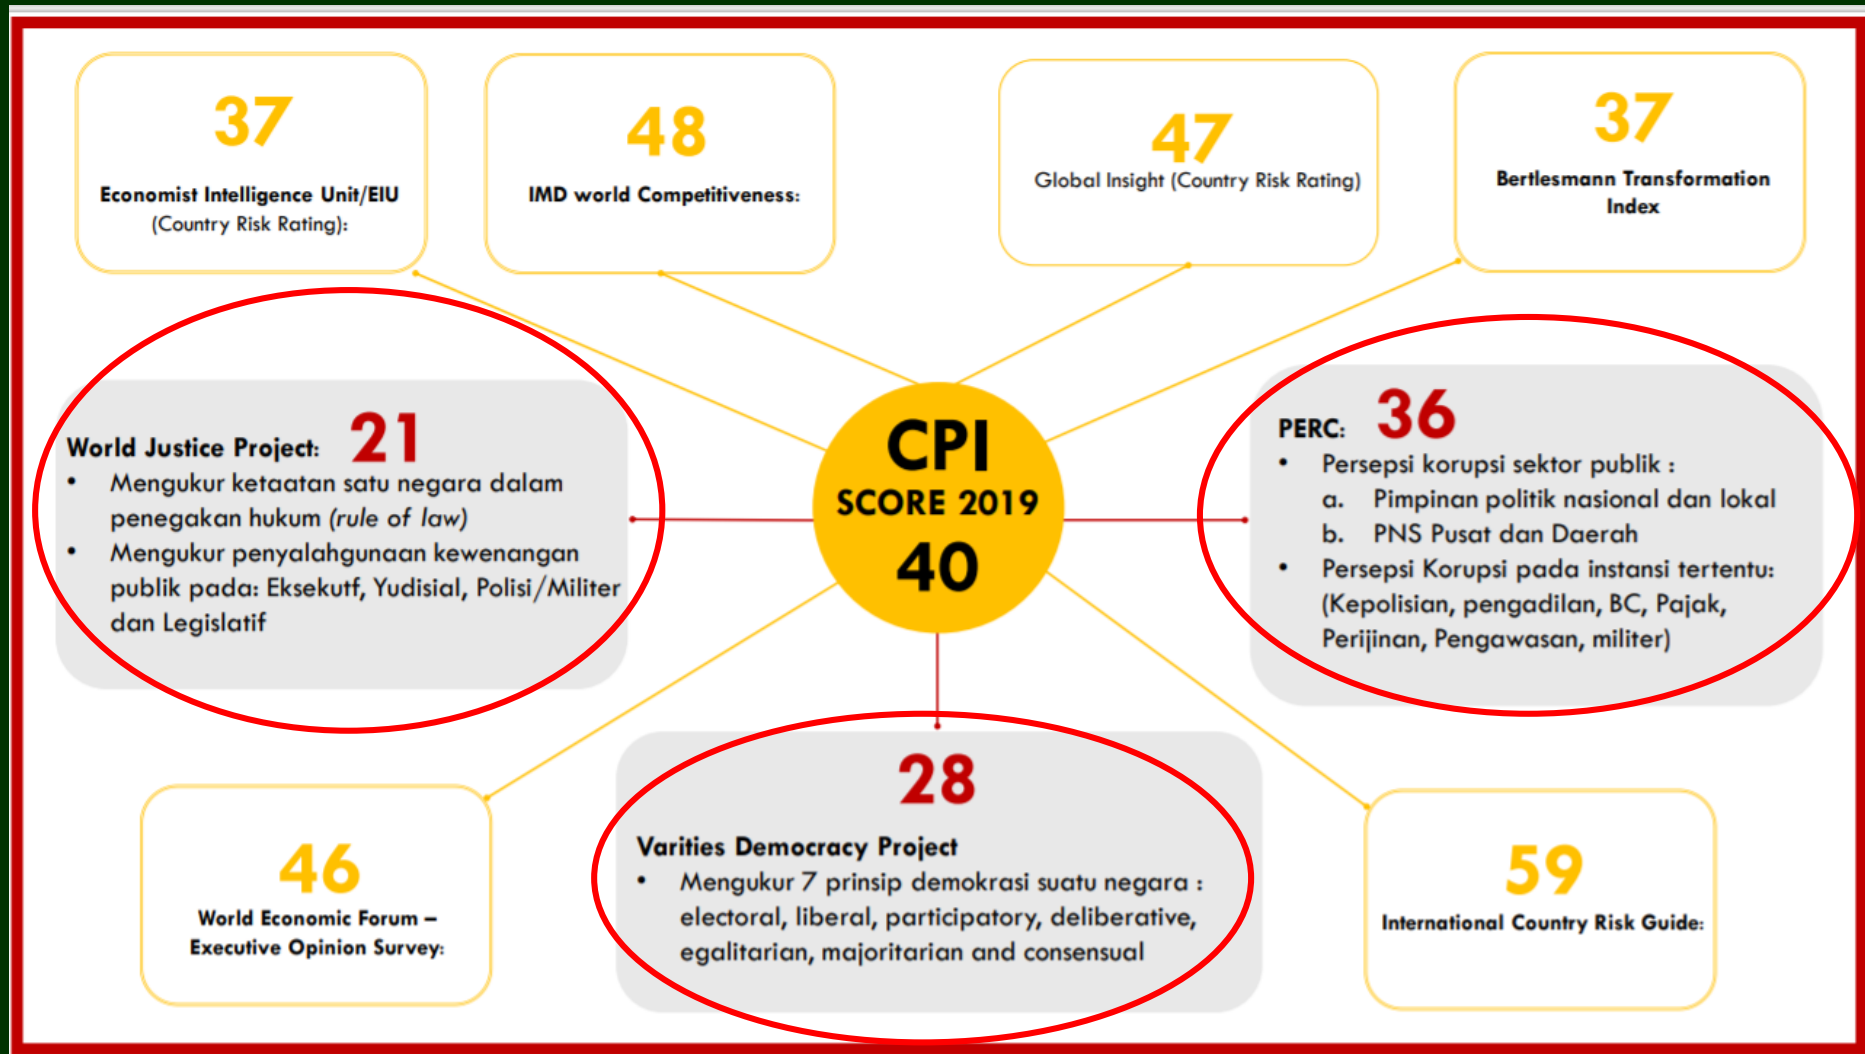 37
Economist Intelligence Unit/EIU
(Country Risk Rating):
48
IMD world Competitiveness:
47
Global Insight (Country Risk Rating)
37
Bertlesmann Transformation
Index
World Justice Project: 21
• Mengukur ketaatan satu negara dalam
penegakan hukum (rule of law)
• Mengukur penyalahgunaan kewenangan
publik pada: Eksekutf, Yudisial, Polisi/Militer
dan Legislatif
CPI
SCORE 2019
40
PERC: 36
• Persepsi korupsi sektor publik :
a. Pimpinan politik nasional dan lokal
b. PNS Pusat dan Daerah
• Persepsi Korupsi pada instansi tertentu:
(Kepolisian, pengadilan, BC, Pajak,
Perijinan, Pengawasan, militer)
46
World Economic Forum –
Executive Opinion Survey:
28
Varities Democracy Project
• Mengukur 7 prinsip demokrasi suatu negara :
electoral, liberal, participatory, deliberative,
egalitarian, majoritarian and consensual
59
International Country Risk Guide: